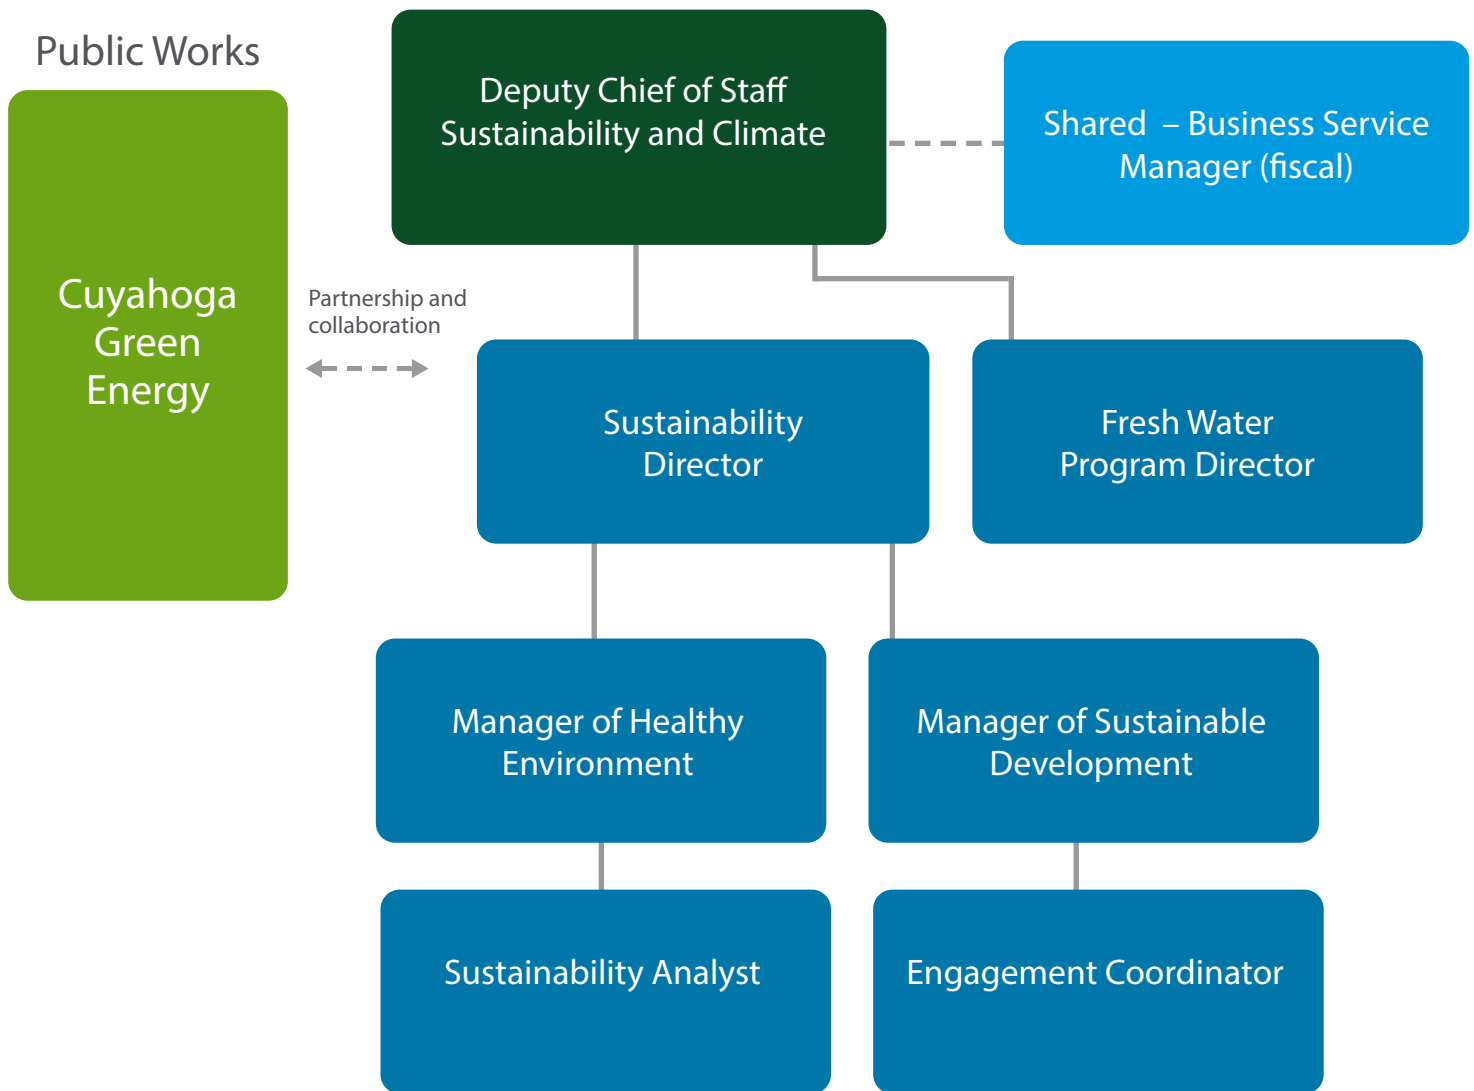 Public Works
Cuyahoga
Green
Energy
Partnership and
collaboration
Deputy Chief of Staff
Sustainability and Climate
Shared – Business Service
Manager (fiscal)
Sustainability
Director
Fresh Water
Program Director
Manager of Healthy
Environment
Manager of Sustainable
Development
Sustainability Analyst
Engagement Coordinator